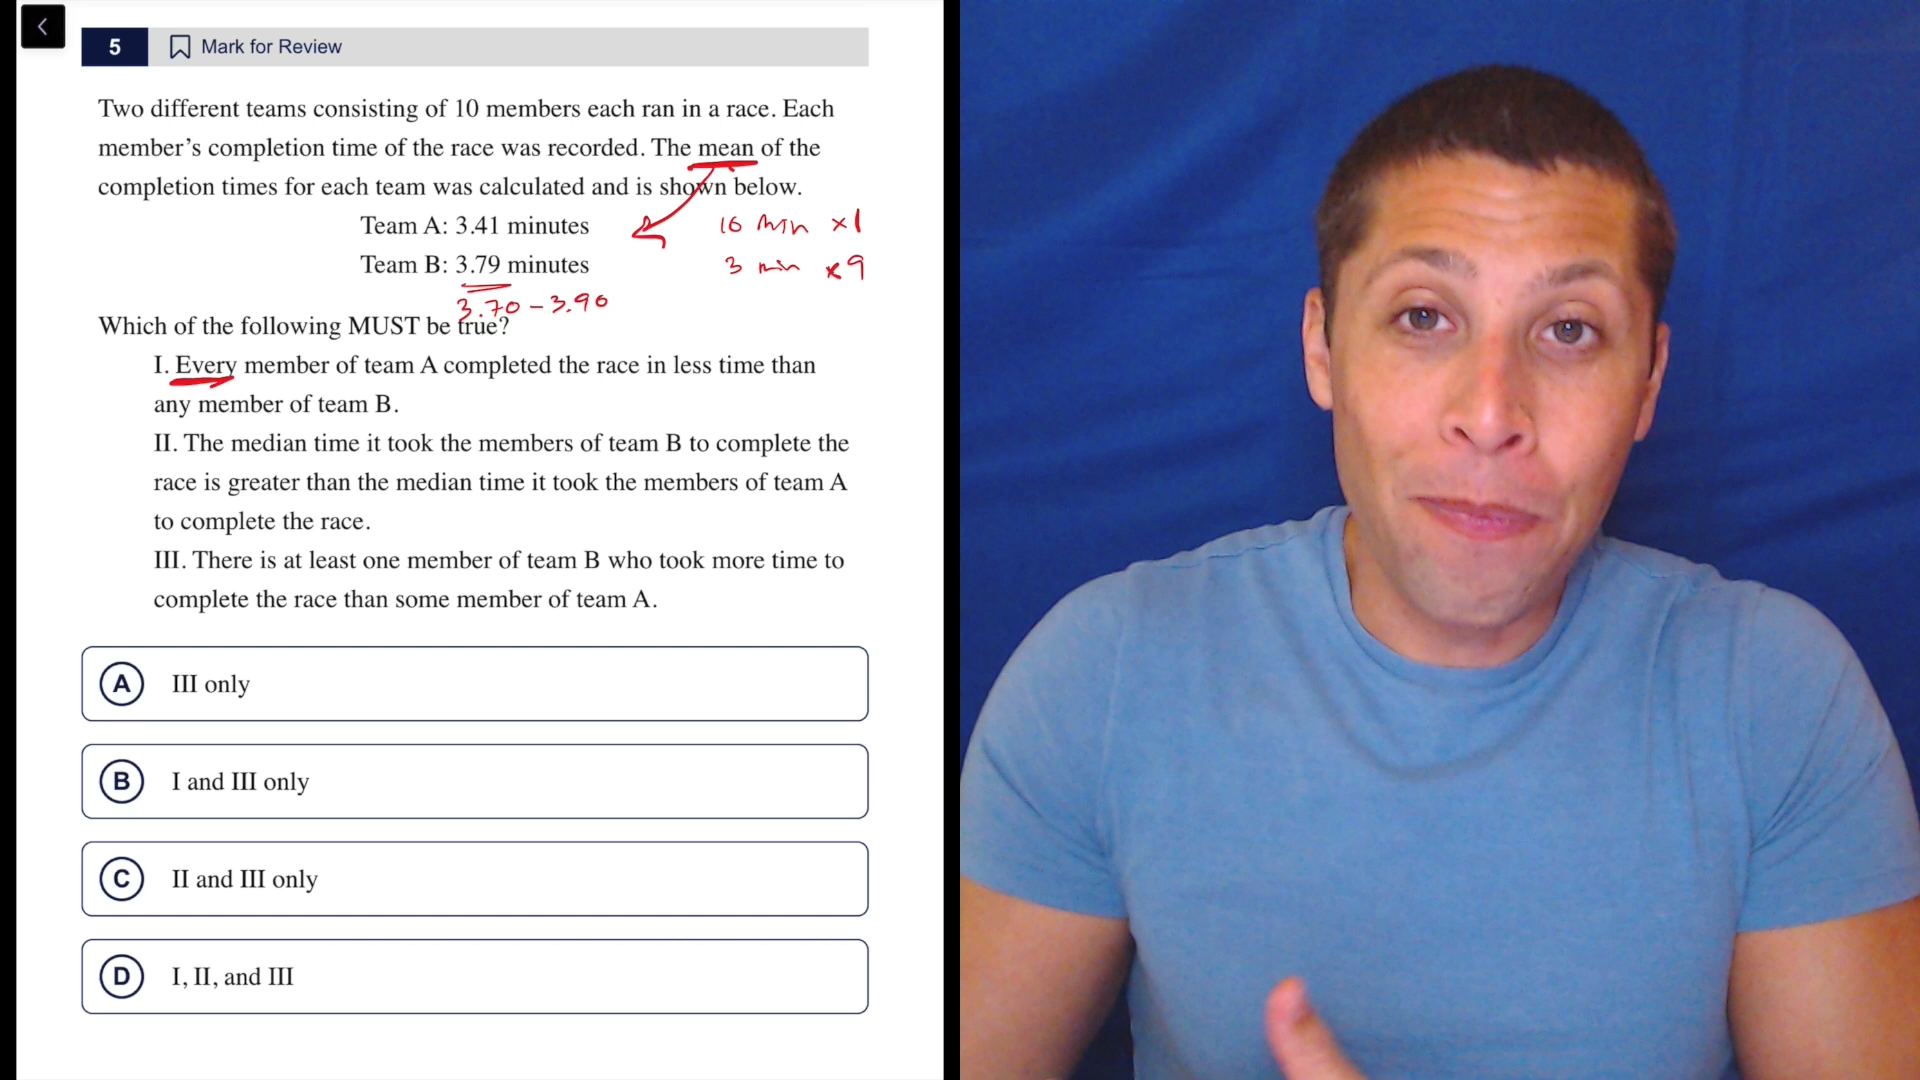 5 Mark for Review
Two different teams consisting of 10 members each ran in a race. Each
member's completion time of the race was recorded. The mean of the
completion times for each team was calculated and is shown below.
Team A: 3.41 minutes
10 min x1
Team B: 3.79 minutes
3 min x9
3.70 - 3.90
Which of the following MUST be true?
I. Every member of team A completed the race in less time than
any member of team B.
II. The median time it took the members of team B to complete the
race is greater than the median time it took the members of team A
to complete the race.
III. There is at least one member of team B who took more time to
complete the race than some member of team A.
A III only
B I and III only
C II and III only
D I, II, and III